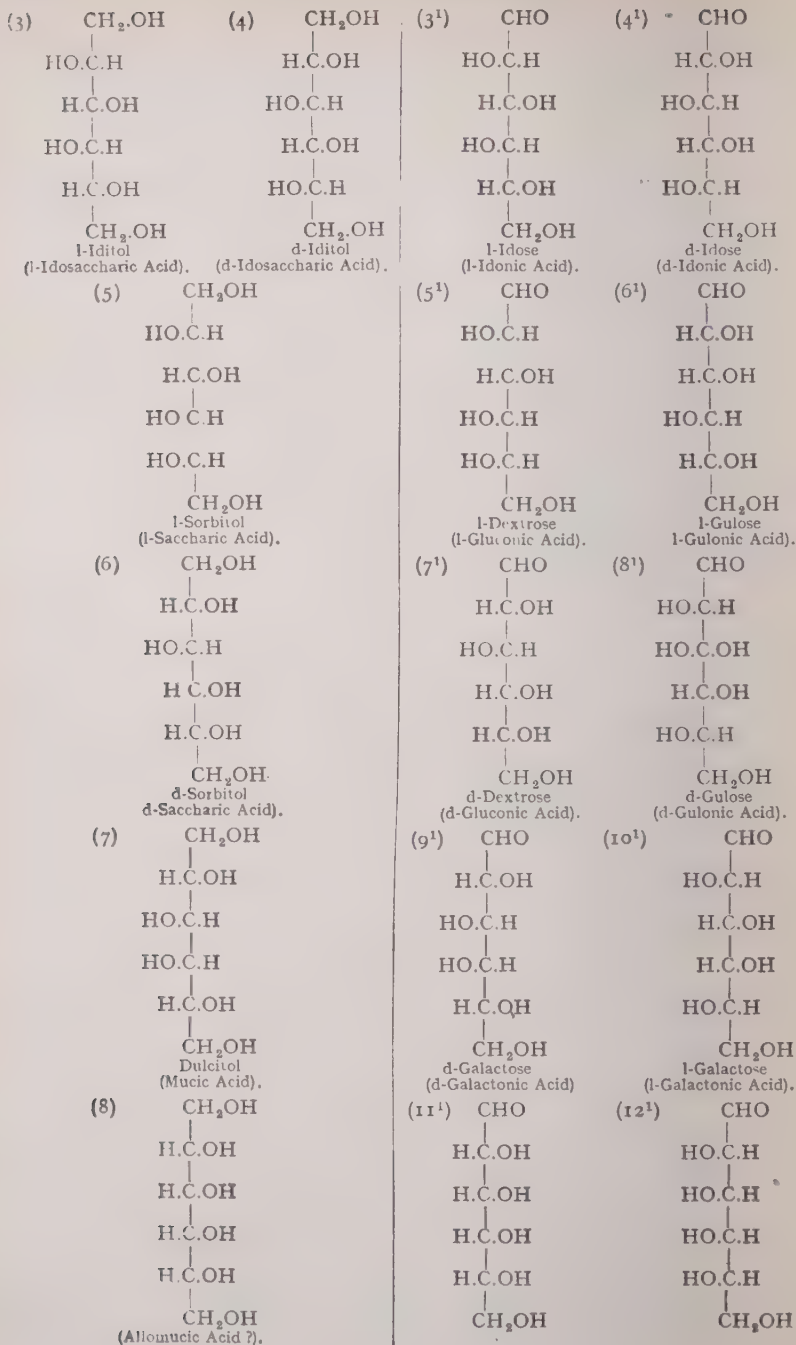 (3) CH₂.OH (4) CH₂OH (3¹) CHO (4¹) CHO
HO.C.H H.C.OH HO.C.H H.C.OH
H.C.OH HO.C.H H.C.OH HO.C.H
HO.C.H H.C.OH HO.C.H H.C.OH
H.C.OH HO.C.H H.C.OH HO.C.H
CH₂.OH CH₂.OH CH₂OH CH₂OH
l-Iditol d-Iditol l-Idose d-Idose
(l-Idosaccharic Acid). (d-Idosaccharic Acid). (l-Idonic Acid). (d-Idonic Acid).
(5) CH₂OH (5¹) CHO (6¹) CHO
HO.C.H HO.C.H H.C.OH
H.C.OH H.C.OH H.C.OH
HO C.H HO.C.H HO.C.H
HO.C.H HO.C.H H.C.OH
CH₂OH CH₂OH CH₂OH
l-Sorbitol l-Dextrose l-Gulose
(l-Saccharic Acid). (l-Gluconic Acid). l-Gulonic Acid).
(6) CH₂OH (7¹) CHO (8¹) CHO
H.C.OH H.C.OH HO.C.H
HO.C.H HO.C.H HO.C.OH
H C.OH H.C.OH H.C.OH
H.C.OH H.C.OH HO.C.H
CH₂OH CH₂OH CH₂OH
d-Sorbitol d-Dextrose d-Gulose
d-Saccharic Acid). (d-Gluconic Acid). (d-Gulonic Acid).
(7) CH₂OH (9¹) CHO (10¹) CHO
H.C.OH H.C.OH HO.C.H
HO.C.H HO.C.H H.C.OH
HO.C.H HO.C.H H.C.OH
H.C.OH H.C.OH HO.C.H
CH₂OH CH₂OH CH₂OH
Dulcitol d-Galactose l-Galactose
(Mucic Acid). (d-Galactonic Acid) (l-Galactonic Acid).
(8) CH₂OH (11¹) CHO (12¹) CHO
H.C.OH H.C.OH HO.C.H
H.C.OH H.C.OH HO.C.H
H.C.OH H.C.OH HO.C.H
H.C.OH H.C.OH HO.C.H
CH₂OH CH₂OH CH₂OH
(Allomucic Acid ?).